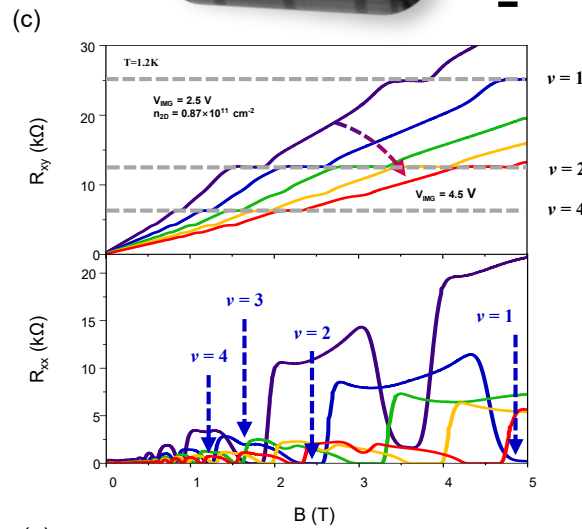 (c)
30
T=1.2K
ν = 1
V_IMG = 2.5 V
n_2D = 0.87×10^11 cm^-2
20
R_xy (kΩ)
ν = 2
10
V_IMG = 4.5 V
ν = 4
0
20
ν = 3
ν = 1
15
ν = 2
ν = 4
R_xx (kΩ)
10
5
0
0 1 2 3 4 5
B (T)